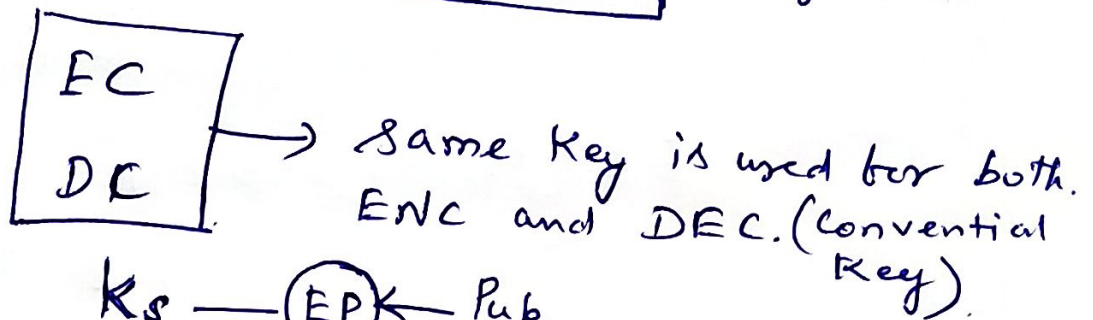 EC
DC
same key is used for both.
ENC and DEC. (Convential
Key).
Ks EP Pub